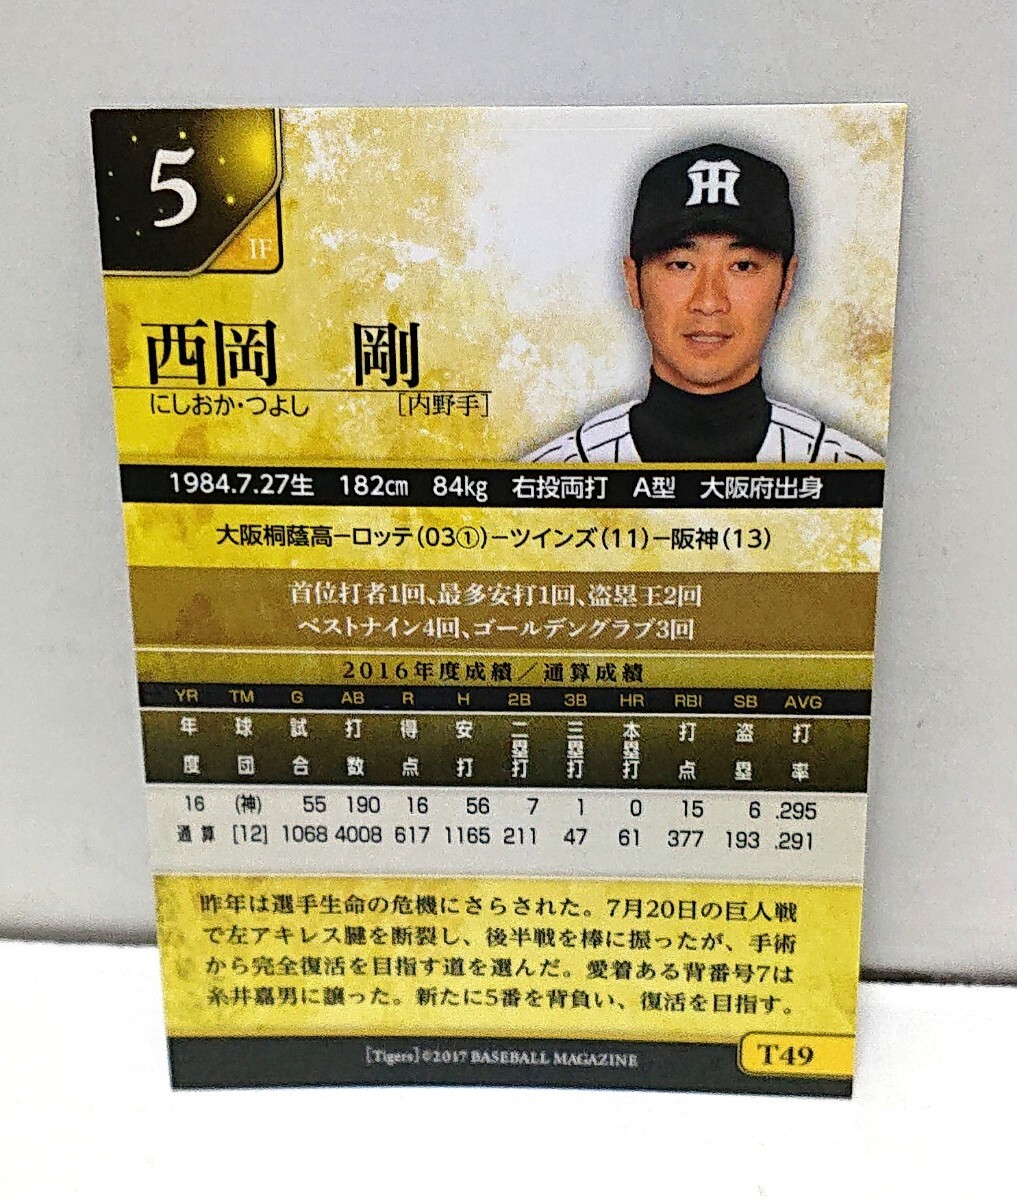 5
IF
西岡 剛
にしおか・つよし [内野手]
1984.7.27生 182cm 84kg 右投両打 A型 大阪府出身
大阪桐蔭高－ロッテ(03①)－ツインズ(11)－阪神(13)
首位打者1回、最多安打1回、盗塁王2回
ベストナイン4回、ゴールデングラブ3回
2016年度成績／通算成績
YR TM G AB R H 2B 3B HR RBI SB AVG
年度 球団 試合 打数 得点 安打 二塁打 三塁打 本塁打 打点 盗塁 打率
16 (神) 55 190 16 56 7 1 0 15 6 .295
通算 [12] 1068 4008 617 1165 211 47 61 377 193 .291
昨年は選手生命の危機にさらされた。7月20日の巨人戦
で左アキレス腱を断裂し、後半戦を棒に振ったが、手術
から完全復活を目指す道を選んだ。愛着ある背番号7は
糸井嘉男に譲った。新たに5番を背負い、復活を目指す。
[Tigers]©2017 BASEBALL MAGAZINE
T49